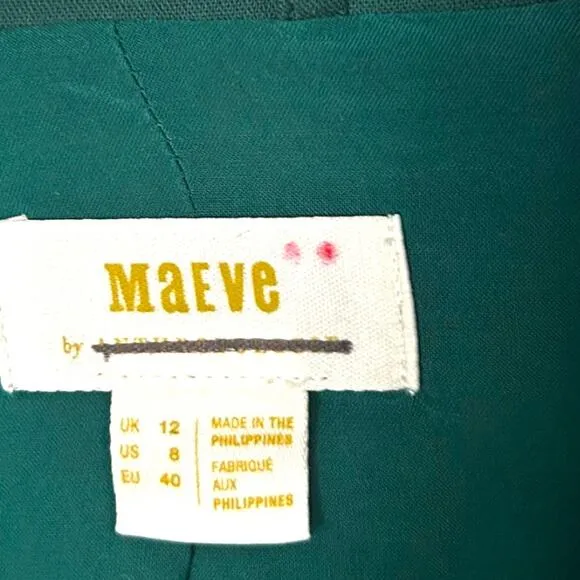 Maeve
by
UK 12
US 8
EU 40
MADE IN THE
PHILIPPINES
FABRIQUÉ
AUX
PHILIPPINES